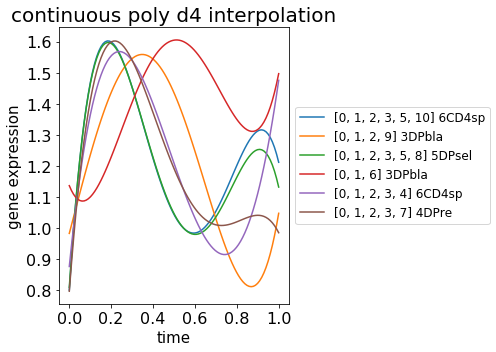 continuous poly d4 interpolation
gene expression
1.6
1.5
1.4
1.3
1.2
1.1
1.0
0.9
0.8
0.0 0.2 0.4 0.6 0.8 1.0
time
[0, 1, 2, 3, 5, 10] 6CD4sp
[0, 1, 2, 9] 3DPbla
[0, 1, 2, 3, 5, 8] 5DPsel
[0, 1, 6] 3DPbla
[0, 1, 2, 3, 4] 6CD4sp
[0, 1, 2, 3, 7] 4DPre